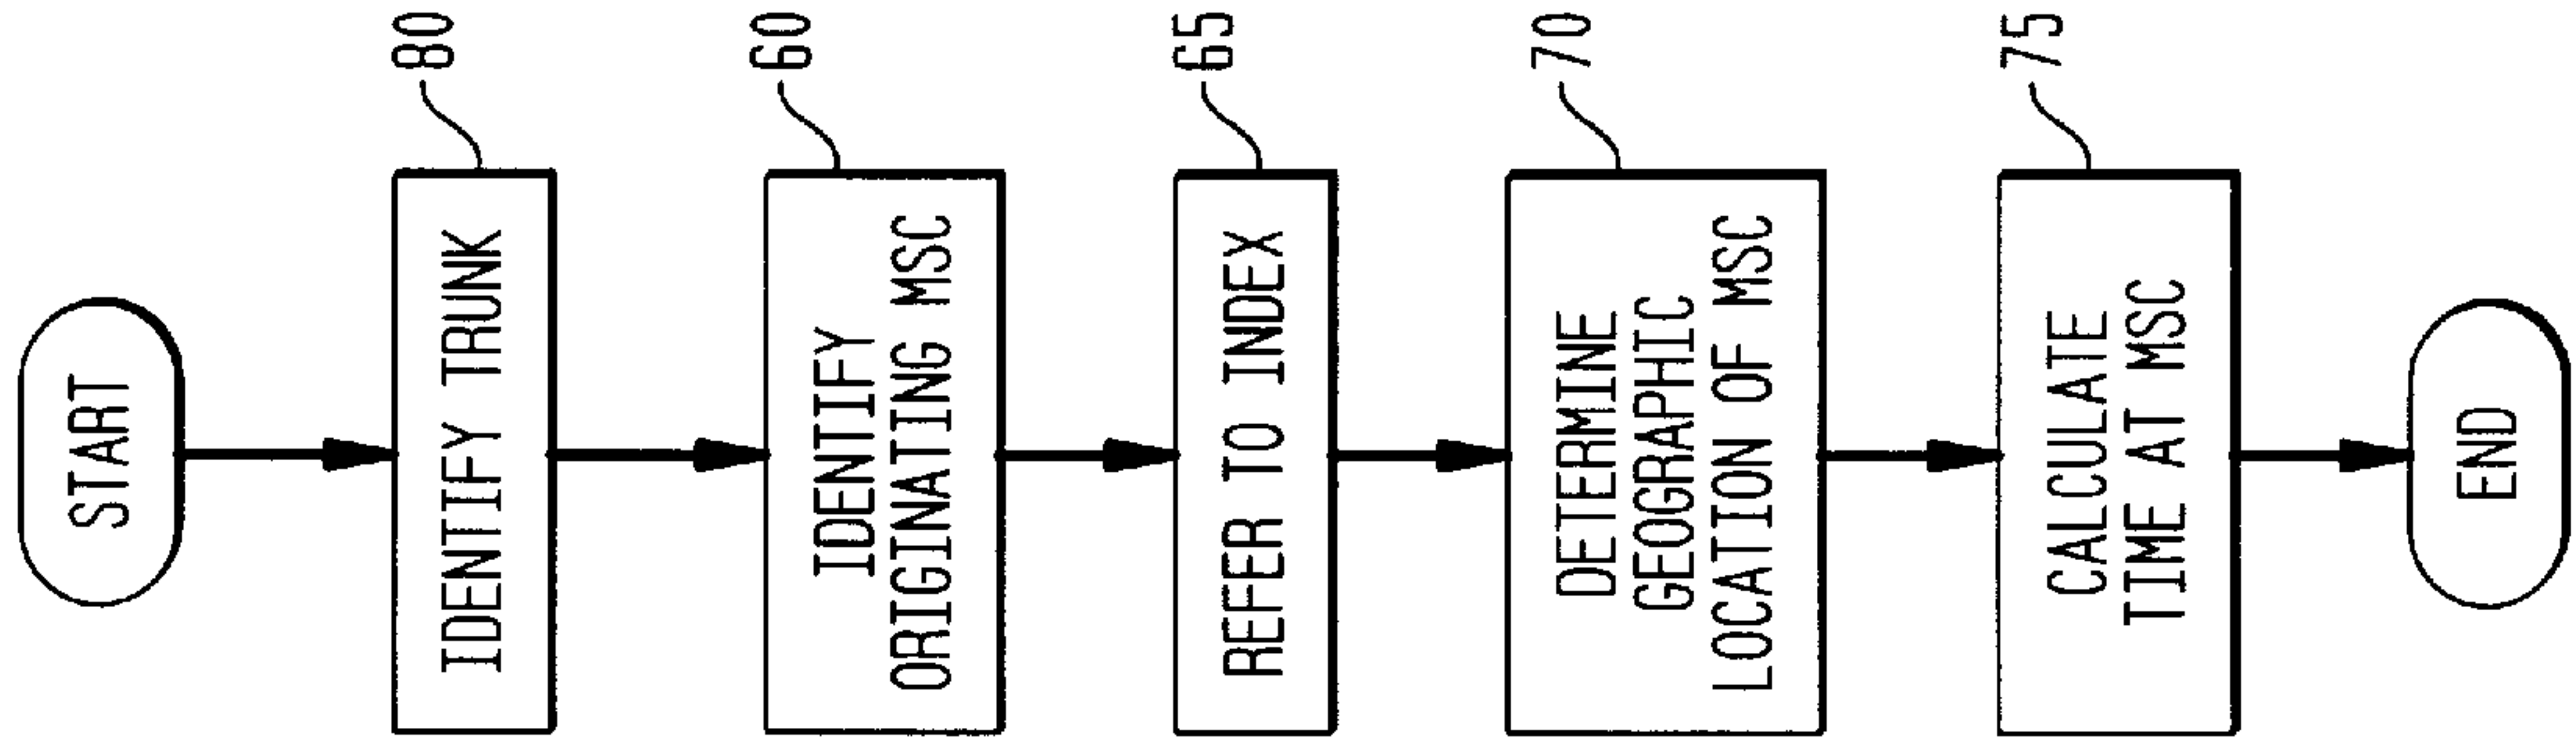 START
80
IDENTIFY TRUNK
60
IDENTIFY
ORIGINATING MSC
65
REFER TO INDEX
70
DETERMINE
GEOGRAPHIC
LOCATION OF MSC
75
CALCULATE
TIME AT MSC
END